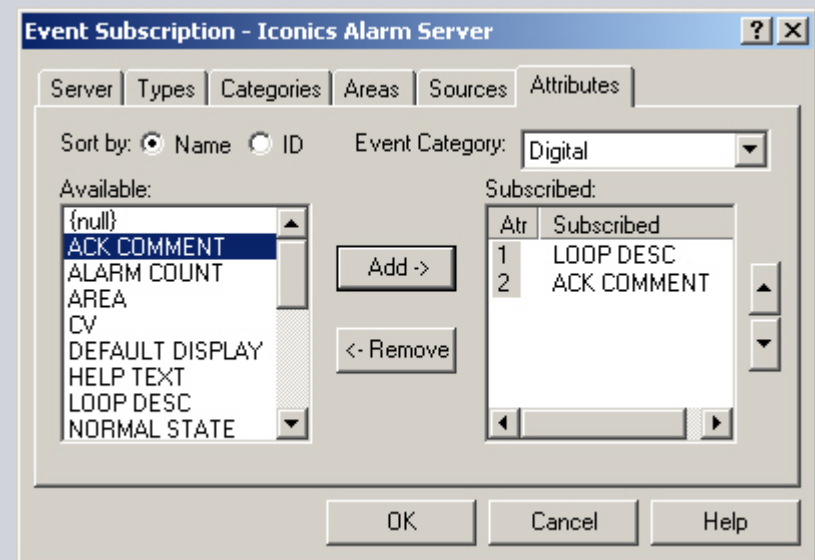 Event Subscription - Iconics Alarm Server
Server Types Categories Areas Sources Attributes
Sort by: Name ID Event Category: Digital
Available:
{null}
ACK COMMENT
ALARM COUNT
AREA
CV
DEFAULT DISPLAY
HELP TEXT
LOOP DESC
NORMAL STATE
Add ->
<- Remove
Subscribed:
Atr Subscribed
1 LOOP DESC
2 ACK COMMENT
OK Cancel Help